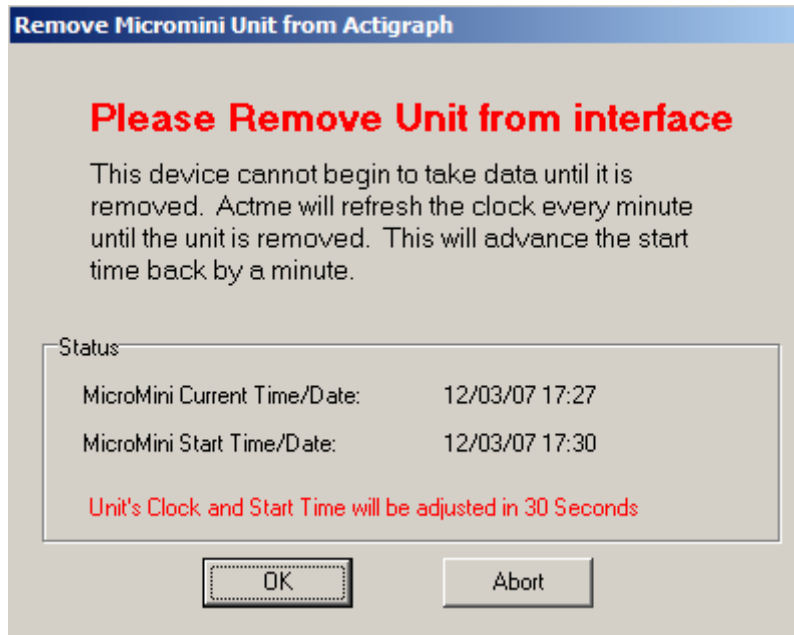 Remove Micromini Unit from Actigraph
Please Remove Unit from interface
This device cannot begin to take data until it is
removed. Actme will refresh the clock every minute
until the unit is removed. This will advance the start
time back by a minute.
Status
MicroMini Current Time/Date: 12/03/07 17:27
MicroMini Start Time/Date: 12/03/07 17:30
Unit's Clock and Start Time will be adjusted in 30 Seconds
OK Abort